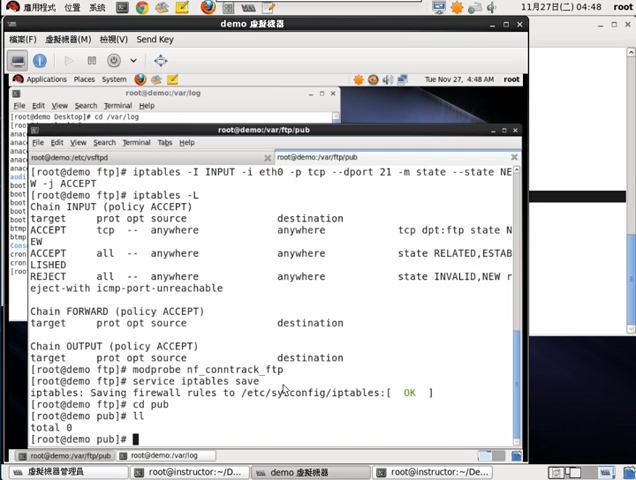 應用程式 位置 系統 11月27日(二) 04:48 root
demo 虛擬機器
檔案(F) 虛擬機器(M) 檢視(V) Send Key
Applications Places System Tue Nov 27, 4:48 AM root
root@demo:/var/log
File Edit View Search Terminal Help
[root@demo Desktop]# cd /var/log
root@demo:/var/ftp/pub
File Edit View Search Terminal Tabs Help
root@demo:/etc/vsftpd root@demo:/var/ftp/pub
[root@demo ftp]# iptables -I INPUT -i eth0 -p tcp --dport 21 -m state --state NE
W -j ACCEPT
[root@demo ftp]# iptables -L
Chain INPUT (policy ACCEPT)
target prot opt source destination
ACCEPT tcp -- anywhere anywhere tcp dpt:ftp state N
EW
ACCEPT all -- anywhere anywhere state RELATED,ESTAB
LISHED
REJECT all -- anywhere anywhere state INVALID,NEW r
eject-with icmp-port-unreachable
Chain FORWARD (policy ACCEPT)
target prot opt source destination
Chain OUTPUT (policy ACCEPT)
target prot opt source destination
[root@demo ftp]# modprobe nf_conntrack_ftp
[root@demo ftp]# service iptables save
iptables: Saving firewall rules to /etc/sysconfig/iptables:[ OK ]
[root@demo ftp]# cd pub
[root@demo pub]# ll
total 0
[root@demo pub]#
root@demo:/var/ftp/pub root@demo:/var/log
虛擬機器管理員 root@instructor:~/D... demo 虛擬機器 root@instructor:~/D...